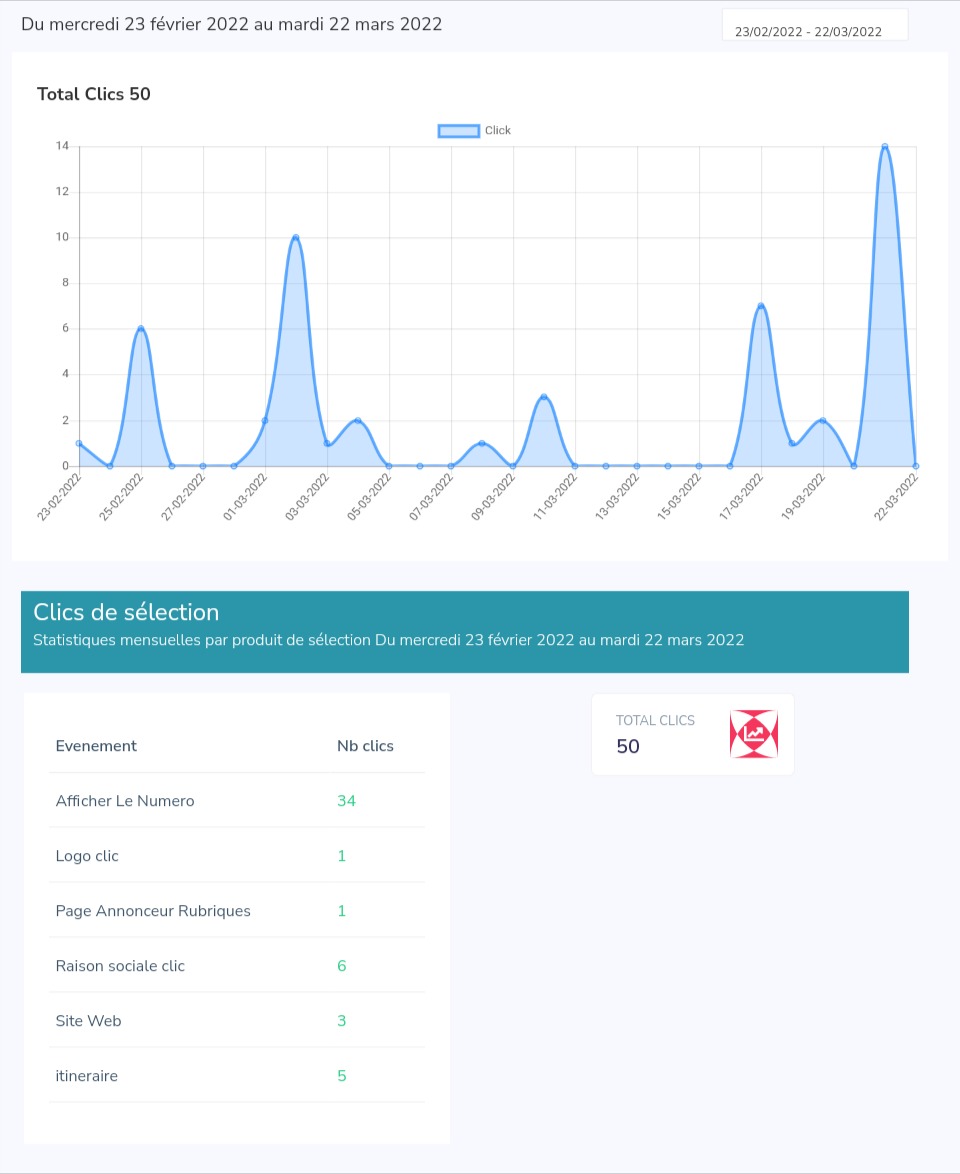 Du mercredi 23 février 2022 au mardi 22 mars 2022
23/02/2022 - 22/03/2022
Total Clics 50
Click
14
12
10
8
6
4
2
0
23-02-2022
25-02-2022
27-02-2022
01-03-2022
03-03-2022
05-03-2022
07-03-2022
09-03-2022
11-03-2022
13-03-2022
15-03-2022
17-03-2022
19-03-2022
22-03-2022
Clics de sélection
Statistiques mensuelles par produit de sélection Du mercredi 23 février 2022 au mardi 22 mars 2022
TOTAL CLICS
50
Evenement Nb clics
Afficher Le Numero 34
Logo clic 1
Page Annonceur Rubriques 1
Raison sociale clic 6
Site Web 3
itineraire 5